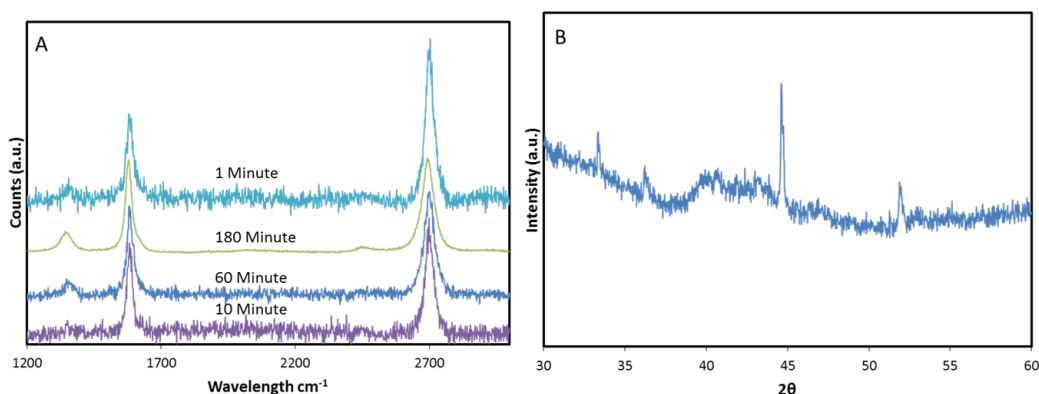 A
Counts (a.u.)
1 Minute
180 Minute
60 Minute
10 Minute
1200 1700 2200 2700
Wavelength cm⁻¹
B
Intensity (a.u.)
30 35 40 45 50 55 60
2θ